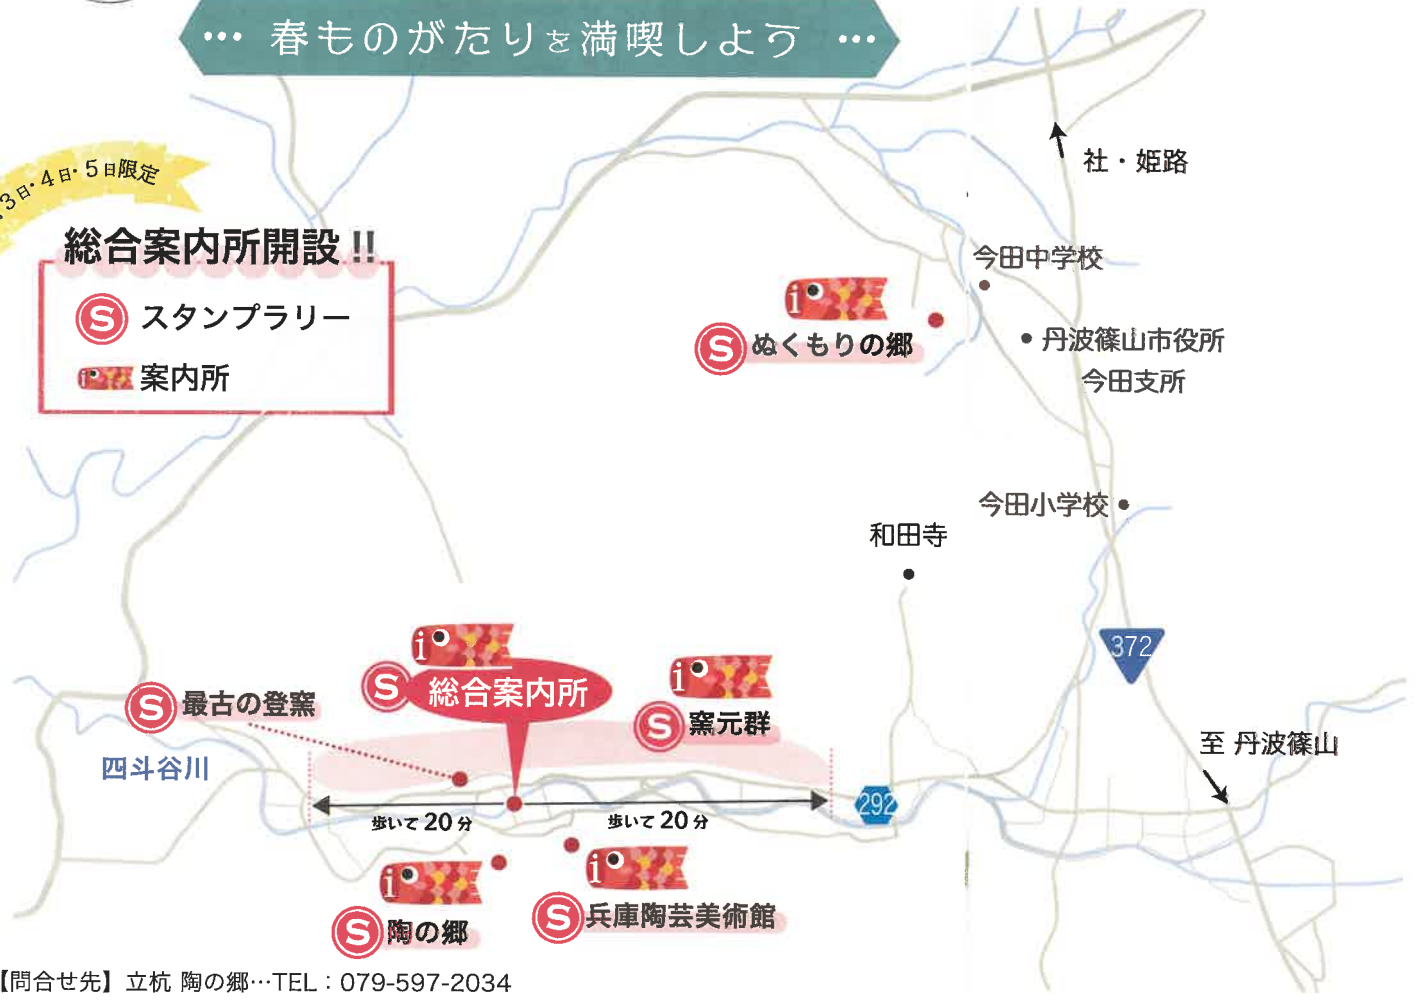 … 春ものがたりを満喫しよう …
3日・4日・5日限定
総合案内所開設!!
S スタンプラリー
i 案内所
社・姫路
今田中学校
i
S ぬくもりの郷
丹波篠山市役所
今田支所
今田小学校
和田寺
372
i
S 総合案内所
i
S 窯元群
S 最古の登窯
四斗谷川
至 丹波篠山
292
歩いて20分
歩いて20分
i
S 陶の郷
i
S 兵庫陶芸美術館
【問合せ先】立杭 陶の郷…TEL：079-597-2034